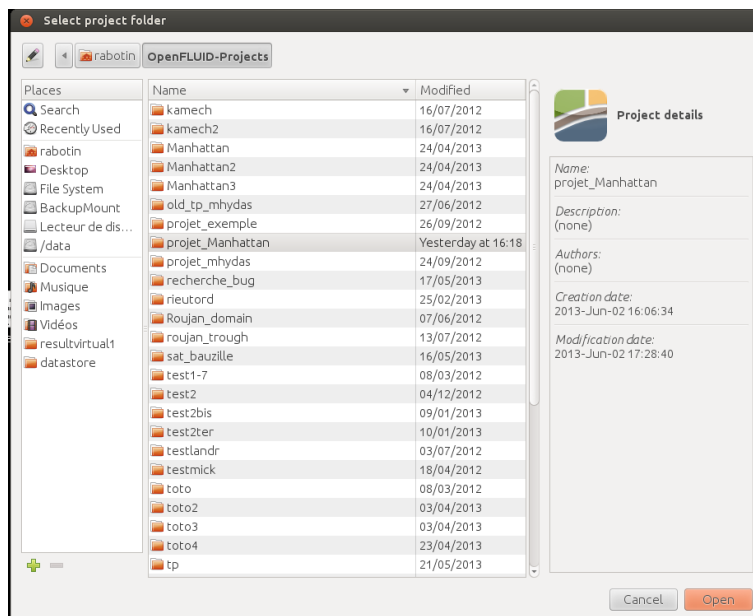 Select project folder
rabotin OpenFLUID-Projects
Places
Search
Recently Used
rabotin
Desktop
File System
BackupMount
Lecteur de dis...
/data
Documents
Musique
Images
Vidéos
resultvirtual1
datastore
Name Modified
kamech 16/07/2012
kamech2 16/07/2012
Manhattan 24/04/2013
Manhattan2 24/04/2013
Manhattan3 24/04/2013
old_tp_mhydas 27/06/2012
projet_exemple 26/09/2012
projet_Manhattan Yesterday at 16:18
projet_mhydas 24/09/2012
recherche_bug 17/05/2013
rieutord 25/02/2013
Roujan_domain 07/06/2012
roujan_trough 13/07/2012
sat_bauzille 16/05/2013
test1-7 08/03/2012
test2 04/12/2012
test2bis 09/01/2013
test2ter 10/01/2013
testlandr 03/07/2012
testmick 18/04/2012
toto 08/03/2012
toto2 03/04/2013
toto3 03/04/2013
toto4 23/04/2013
tp 21/05/2013
Project details
Name:
projet_Manhattan
Description:
(none)
Authors:
(none)
Creation date:
2013-Jun-02 16:06:34
Modification date:
2013-Jun-02 17:28:40
Cancel Open